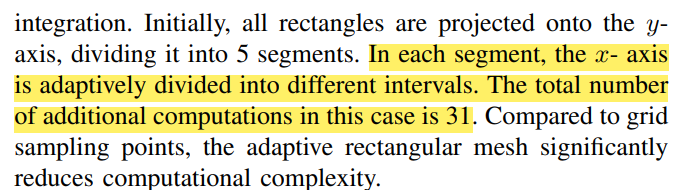 integration. Initially, all rectangles are projected onto the y-
axis, dividing it into 5 segments. In each segment, the x- axis
is adaptively divided into different intervals. The total number
of additional computations in this case is 31. Compared to grid
sampling points, the adaptive rectangular mesh significantly
reduces computational complexity.